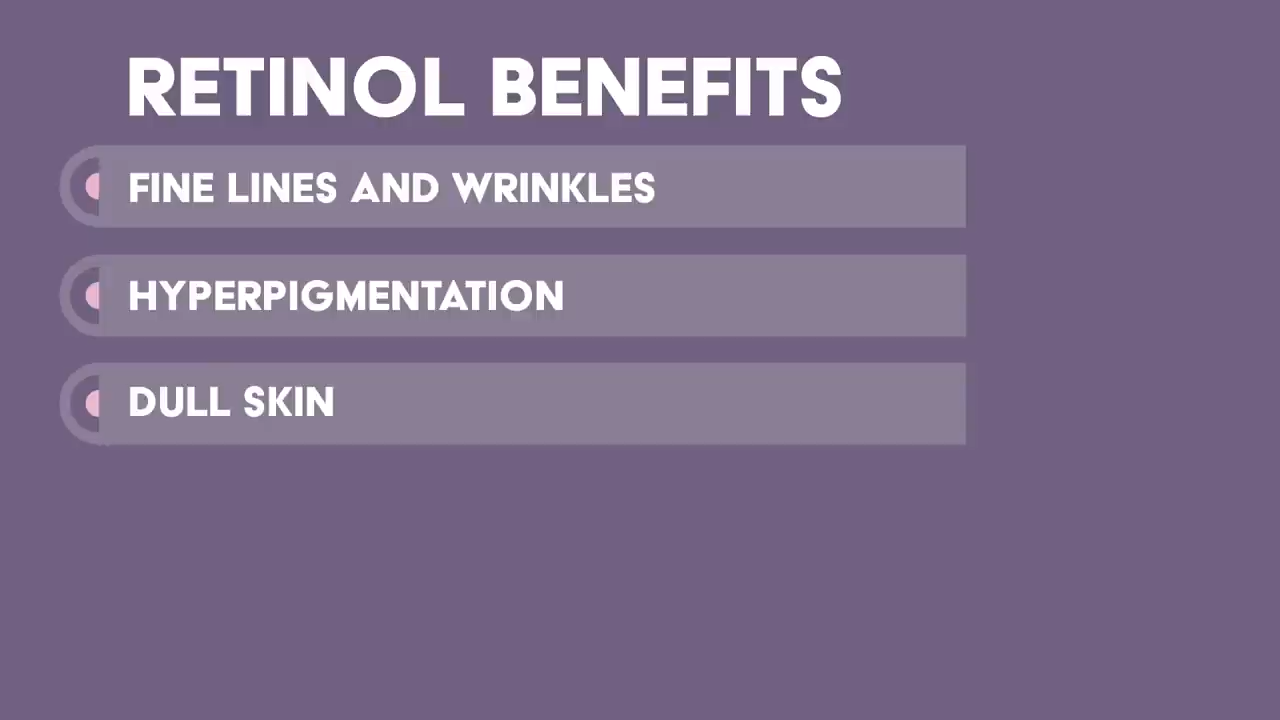 RETINOL BENEFITS
FINE LINES AND WRINKLES
HYPERPIGMENTATION
DULL SKIN